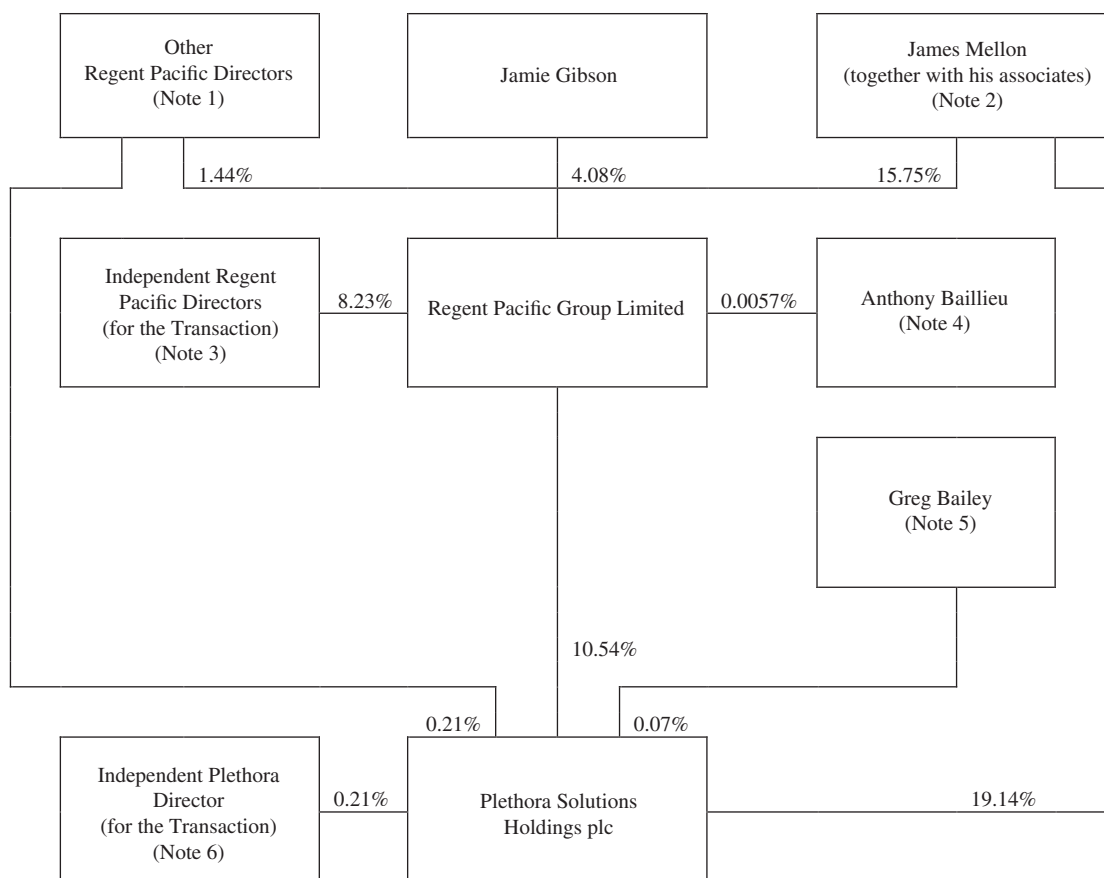 Other
Regent Pacific Directors
(Note 1)
Jamie Gibson
James Mellon
(together with his associates)
(Note 2)
1.44%
4.08%
15.75%
Independent Regent
Pacific Directors
(for the Transaction)
(Note 3)
8.23%
Regent Pacific Group Limited
0.0057%
Anthony Baillieu
(Note 4)
Greg Bailey
(Note 5)
10.54%
0.21%
0.07%
Independent Plethora
Director
(for the Transaction)
(Note 6)
0.21%
Plethora Solutions
Holdings plc
19.14%